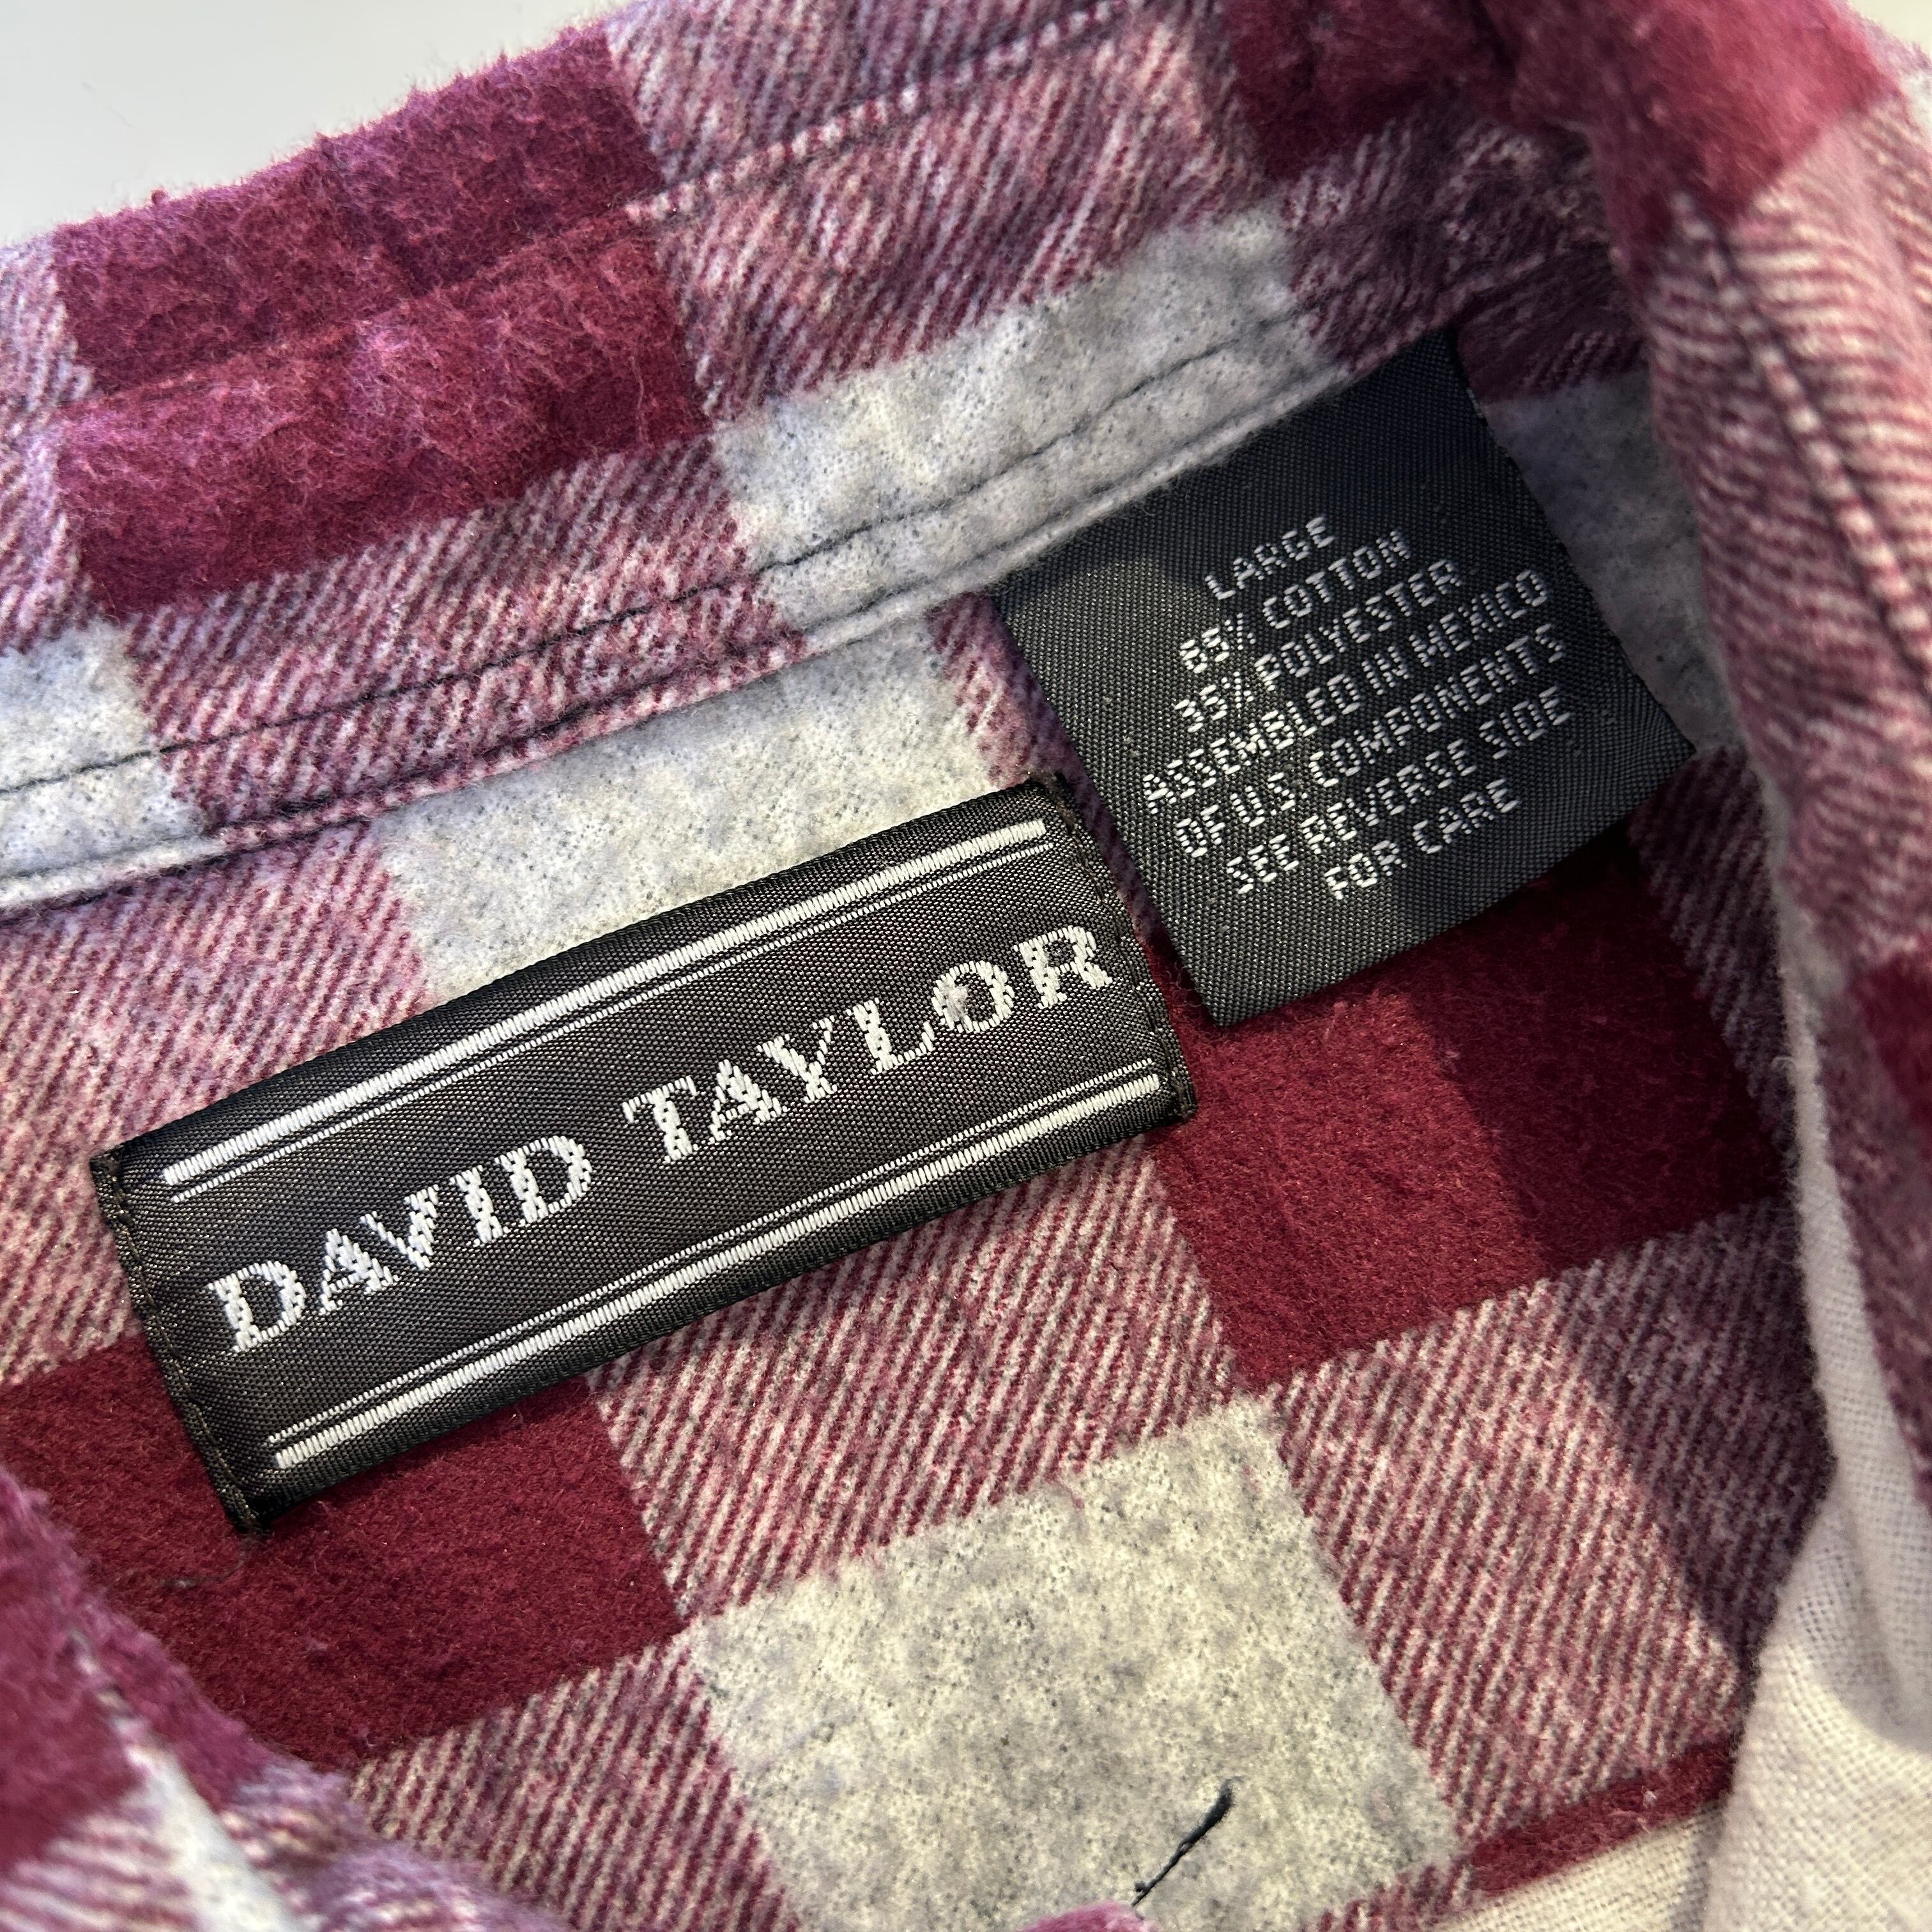 LARGE
65% COTTON
35% POLYESTER
ASSEMBLED IN MEXICO
OF U.S. COMPONENTS
SEE REVERSE SIDE
FOR CARE
DAVID TAYLOR